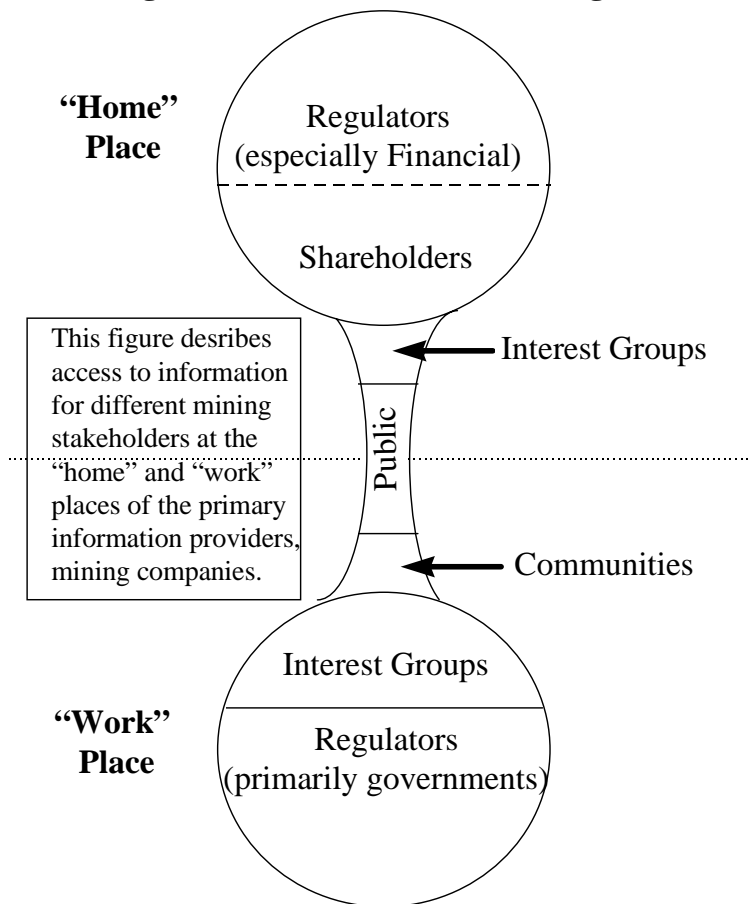 “Home”
Place
Regulators
(especially Financial)
Shareholders
This figure desribes
access to information
for different mining
stakeholders at the
“home” and “work”
places of the primary
information providers,
mining companies.
Interest Groups
Public
Communities
Interest Groups
“Work”
Place
Regulators
(primarily governments)